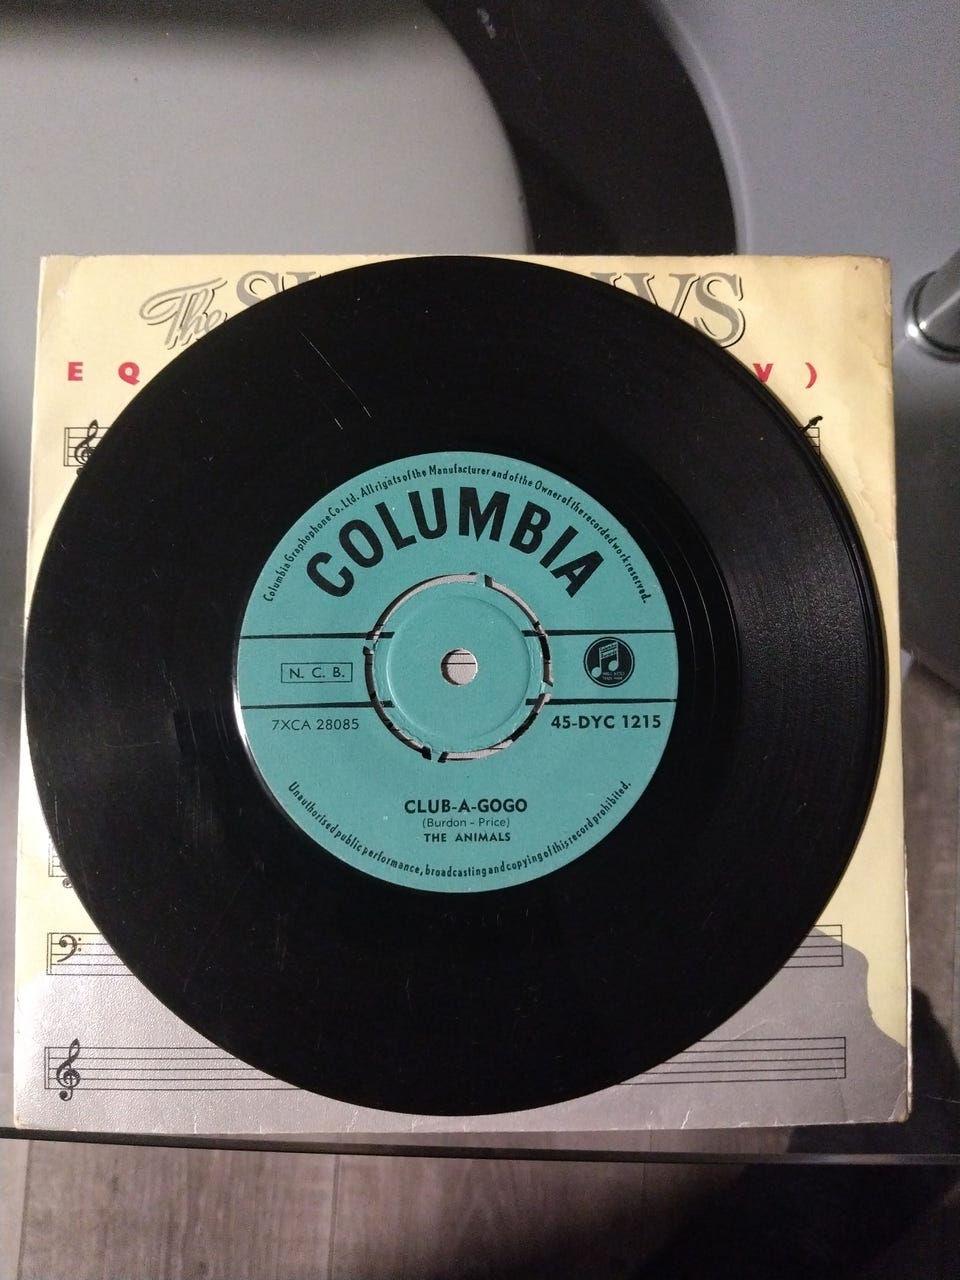 The
E Q V )
Columbia Graphophone Co., Ltd. All rights of the Manufacturer and of the Owner of the recorded work reserved.
COLUMBIA
N. C. B.
7XCA 28085
45-DYC 1215
CLUB-A-GOGO
(Burdon - Price)
THE ANIMALS
Unauthorised public performance, broadcasting and copying of this record prohibited.